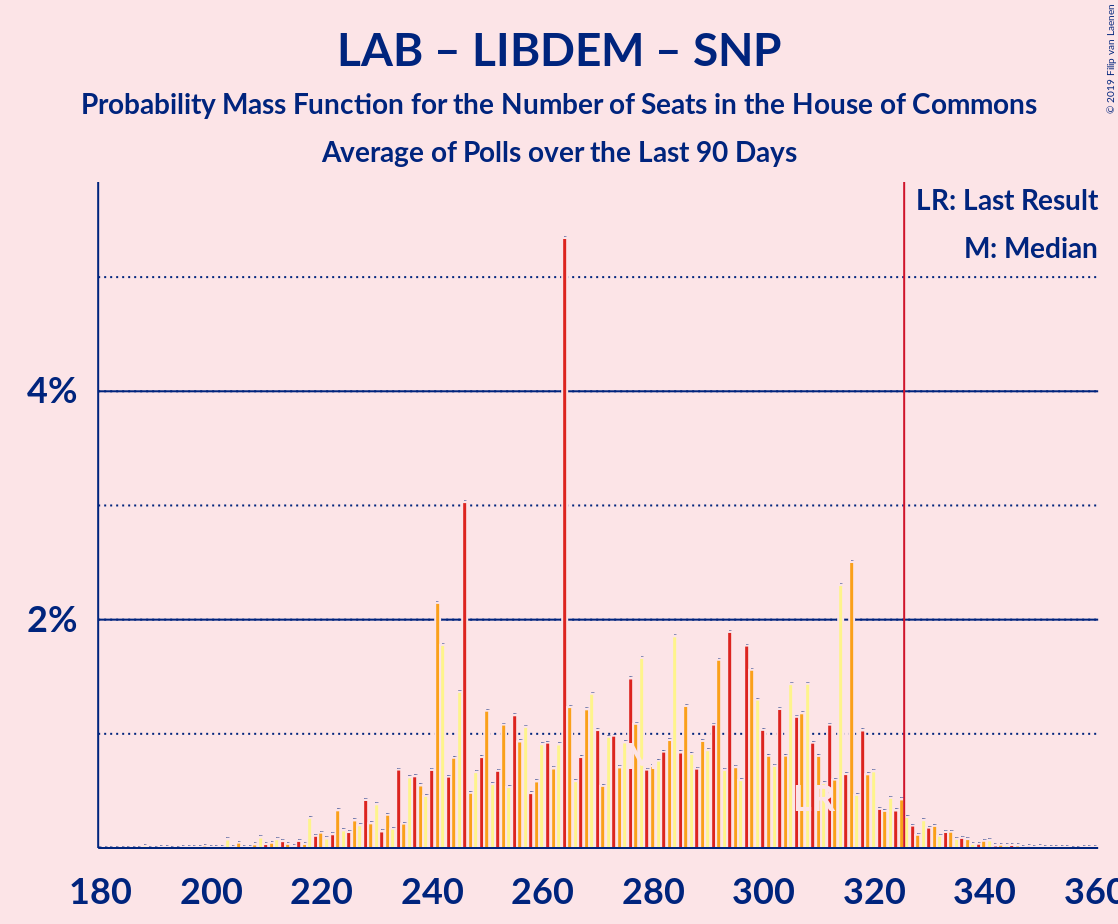 LAB – LIBDEM – SNP
Probability Mass Function for the Number of Seats in the House of Commons
Average of Polls over the Last 90 Days
© 2019 Filip van Laenen
LR: Last Result
M: Median
4%
2%
M
LR
180 200 220 240 260 280 300 320 340 360